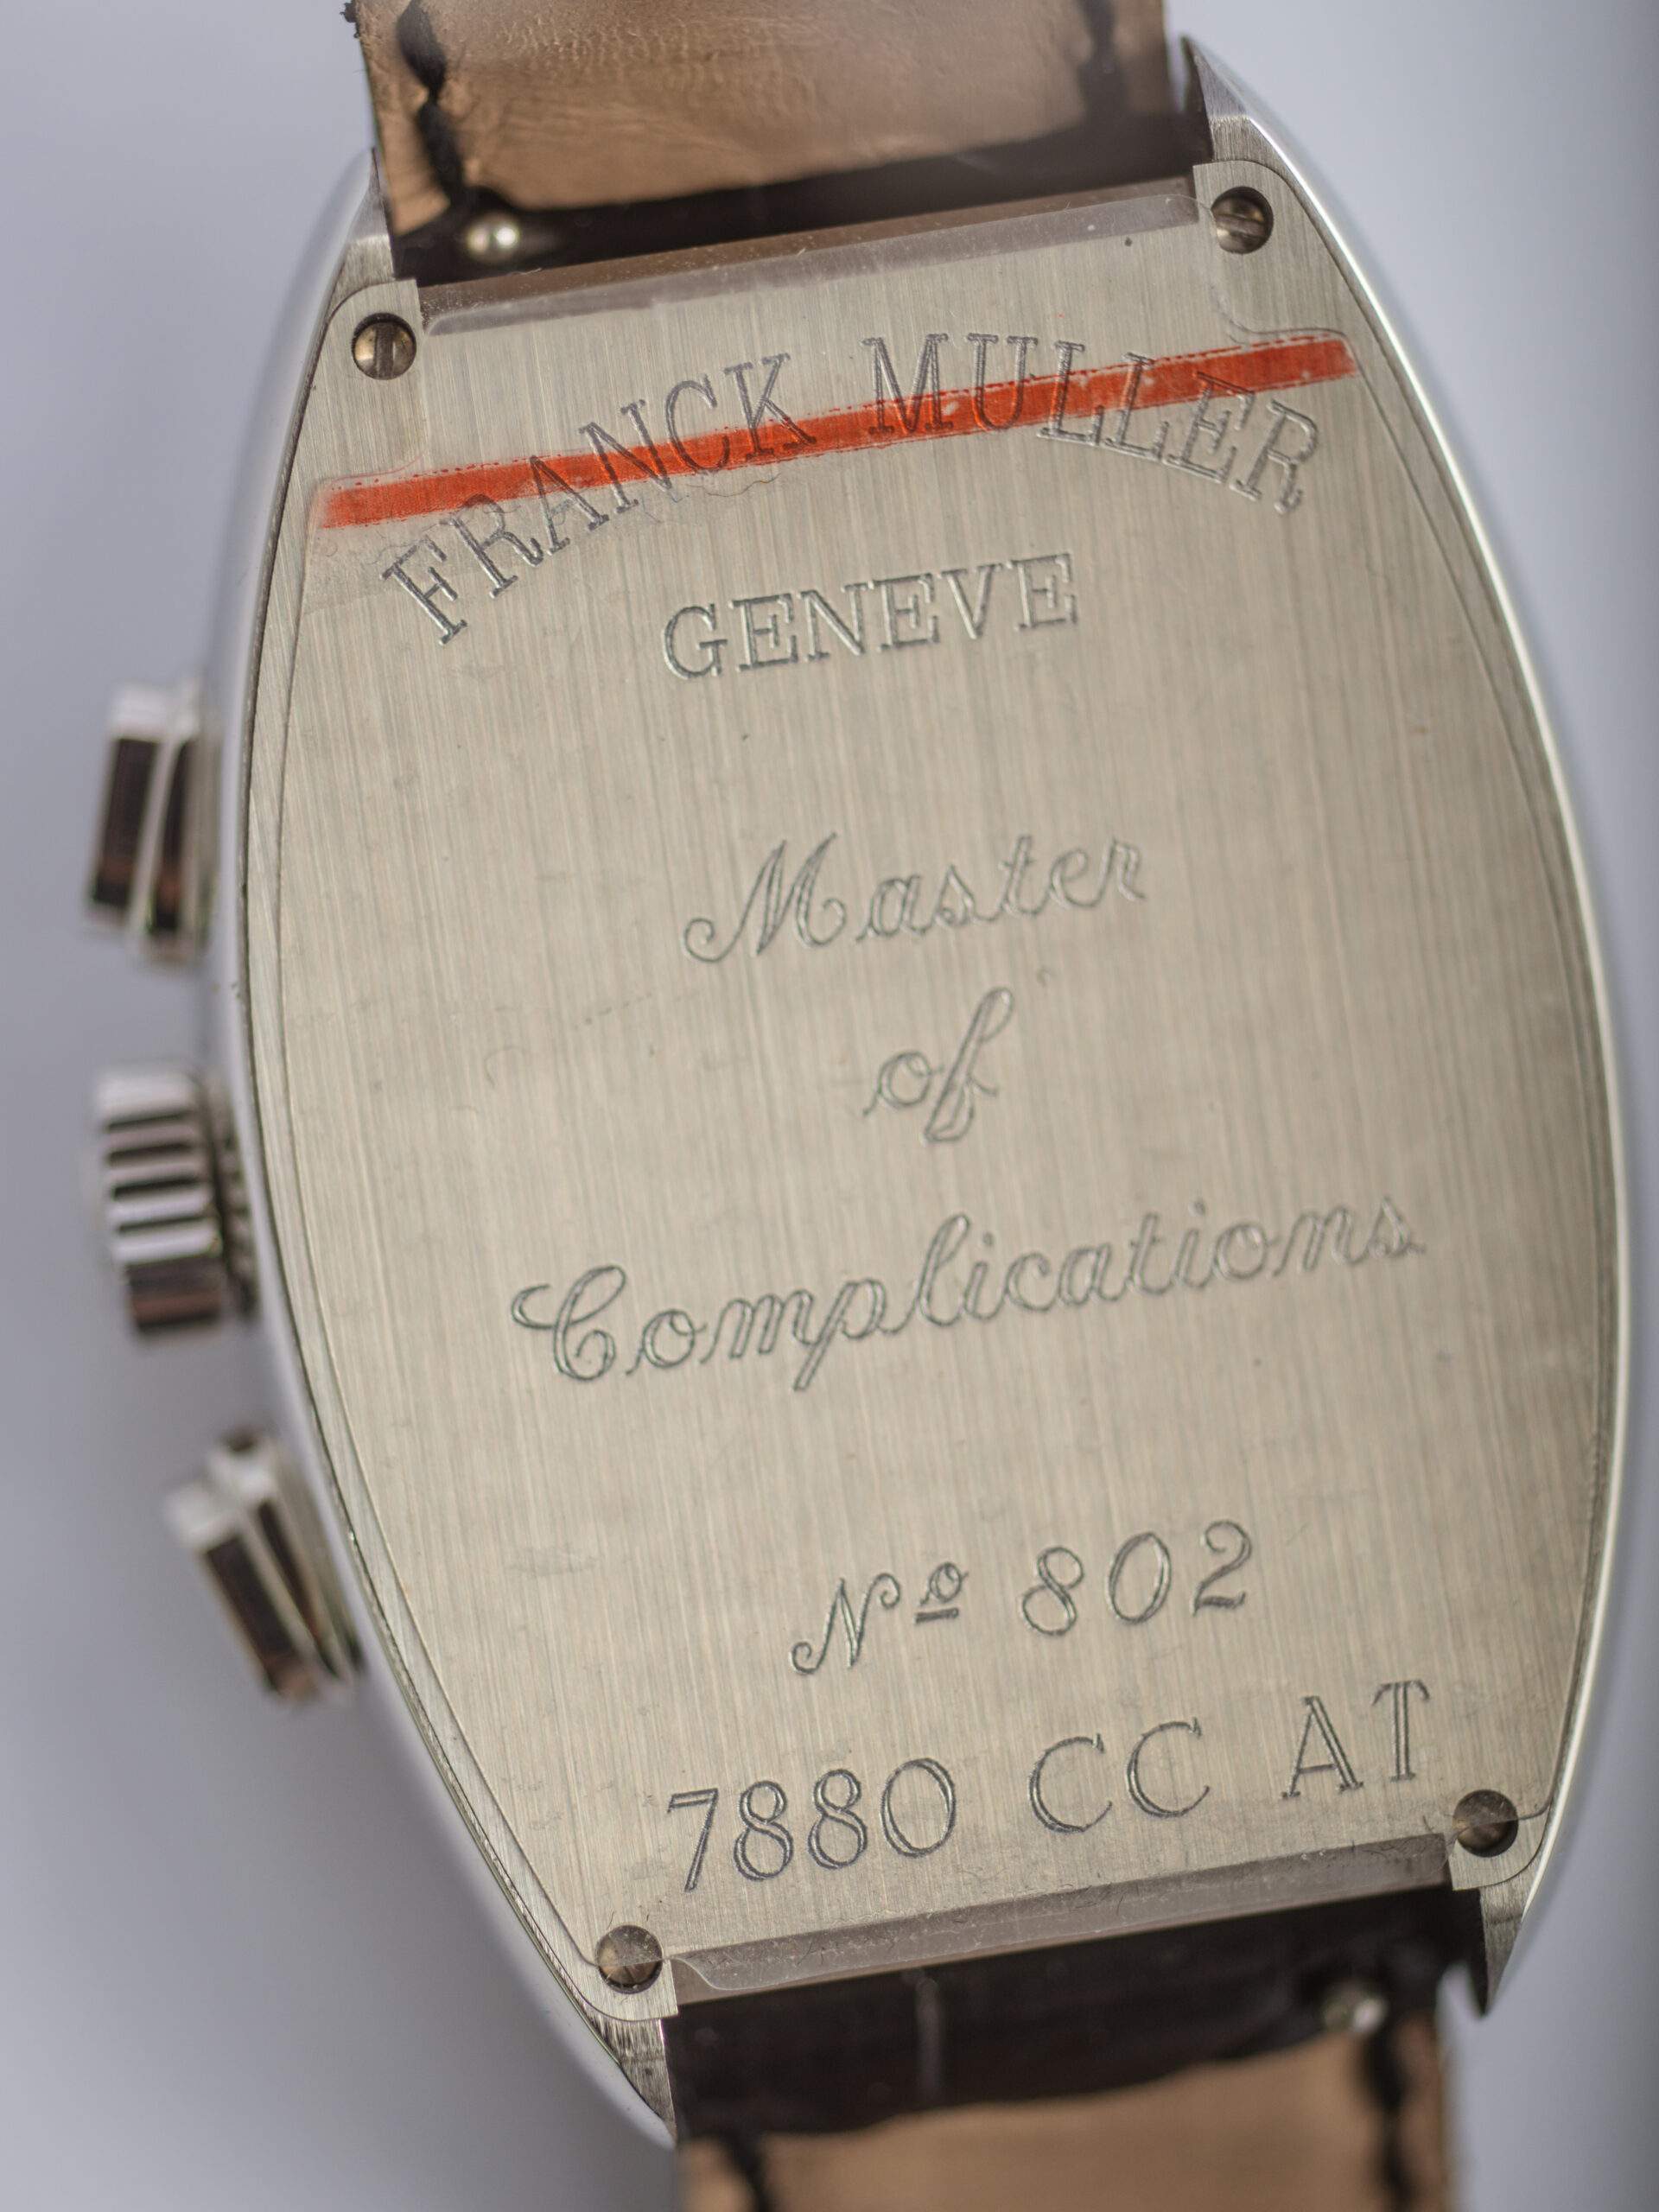 FRANCK MULLER
GENEVE
Master
of
Complications
Nº 802
7880 CC AT